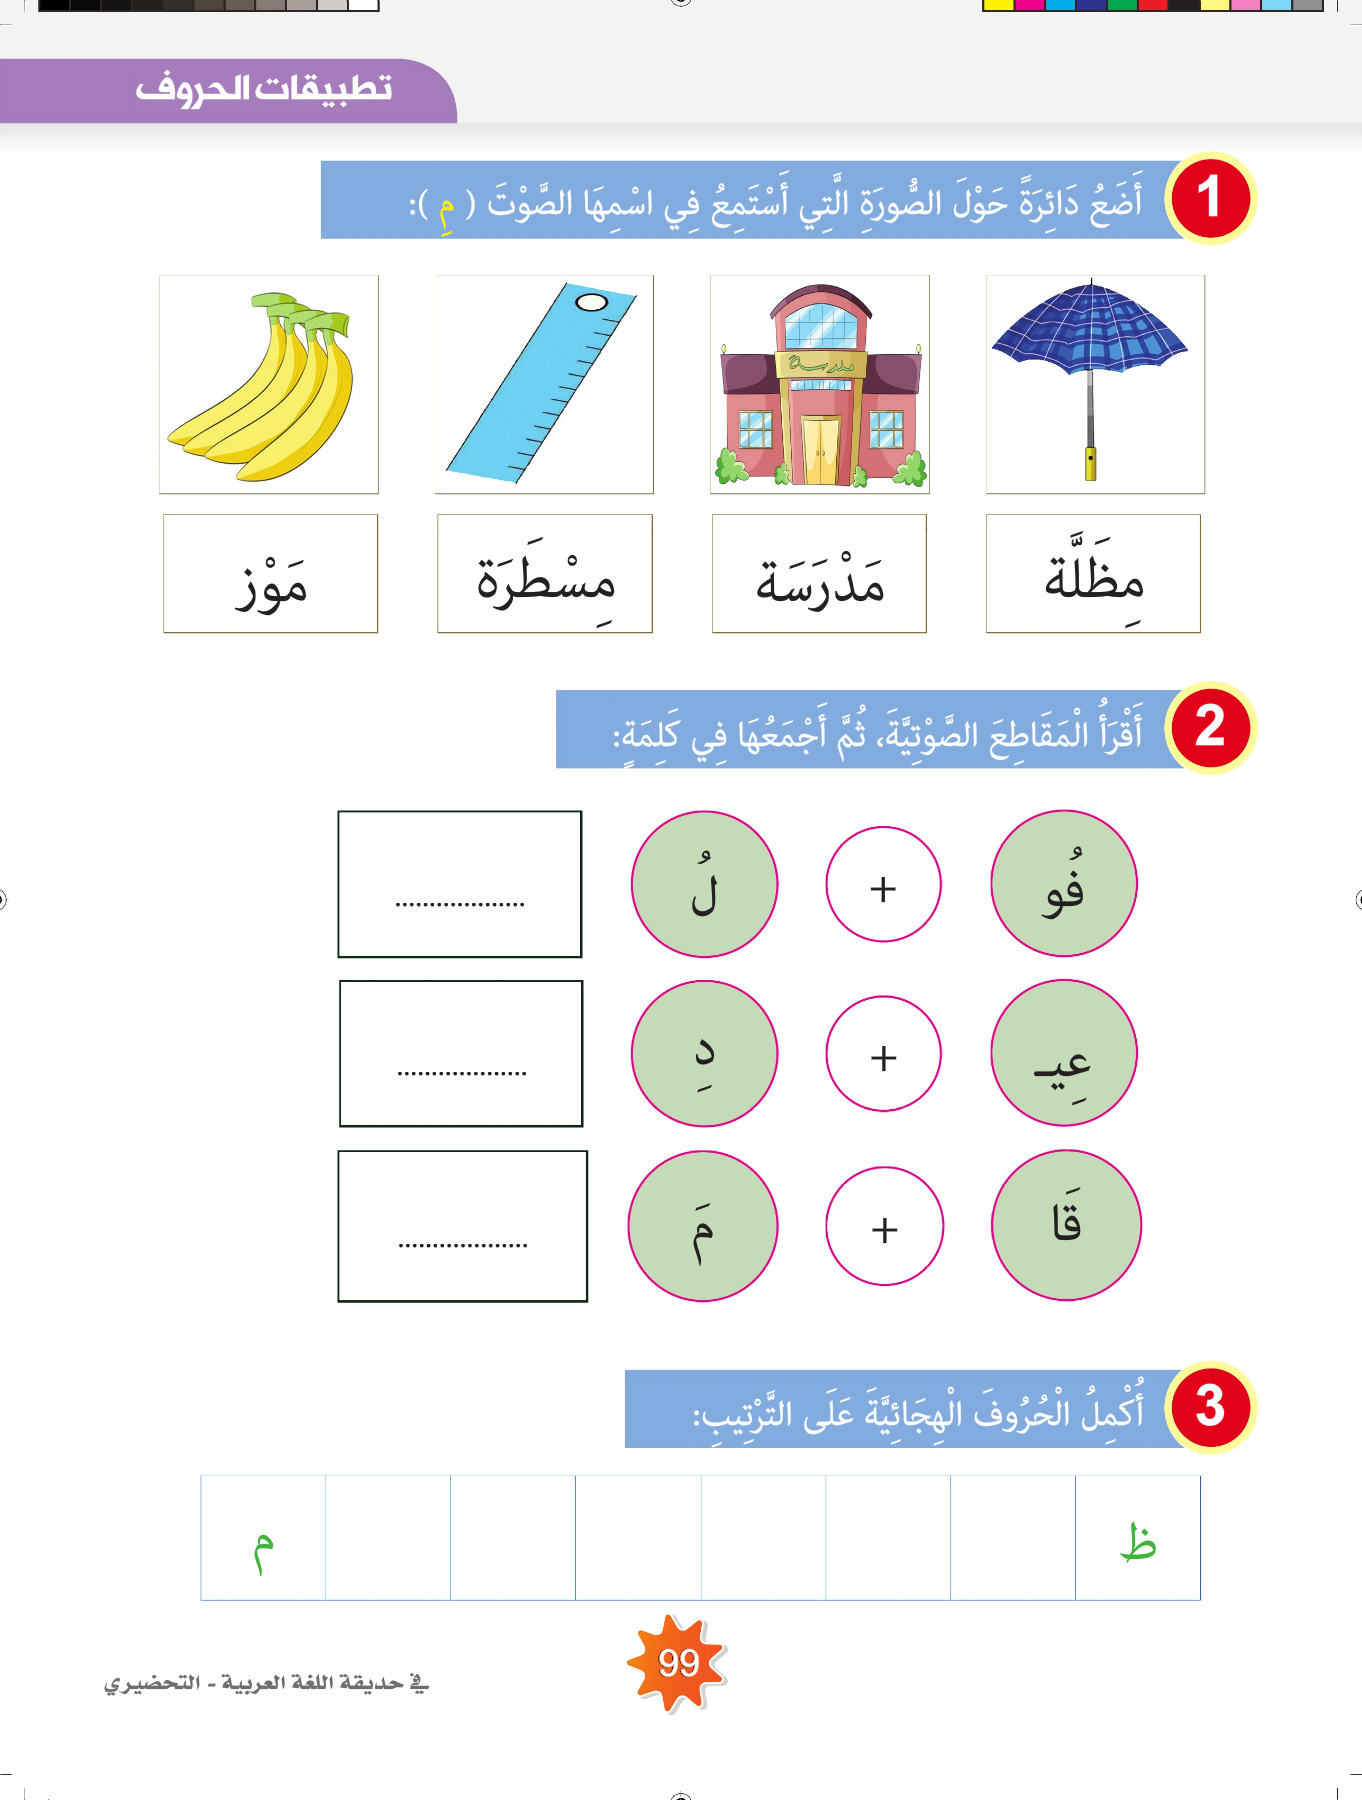 تطبيقات الحروف
1 أَضَعُ دَائِرَةً حَوْلَ الصُّورَةِ الَّتِي أَسْتَمِعُ فِي اسْمِهَا الصَّوْتَ ( مِ ):
مدرسة
مِظَلَّة مَدْرَسَة مِسْطَرَة مَوْز
2 أَقْرَأُ الْمَقَاطِعَ الصَّوْتِيَّةَ، ثُمَّ أَجْمَعُهَا فِي كَلِمَةٍ:
فُو + لُ ...................
عِيـ + دِ ...................
قَا + مَ ...................
3 أُكْمِلُ الْحُرُوفَ الْهِجَائِيَّةَ عَلَى التَّرْتِيبِ:
ظ م
99
في حديقة اللغة العربية - التحضيري